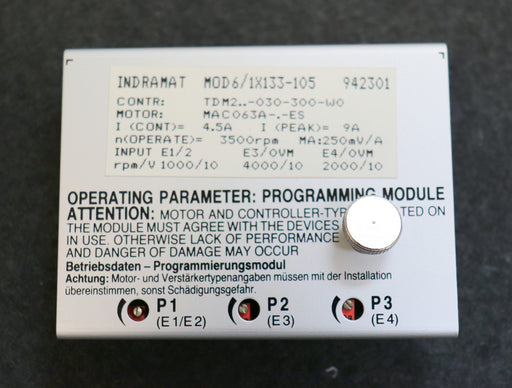 INDRAMAT MOD6/1X133-105 942301
CONTR: TDM2..-030-300-W0
MOTOR: MAC063A-.-ES
I (CONT)= 4.5A I (PEAK)= 9A
n(OPERATE)= 3500rpm MA:250mV/A
INPUT E1/2 E3/0VM E4/0VM
rpm/V 1000/10 4000/10 2000/10
OPERATING PARAMETER: PROGRAMMING MODULE
ATTENTION: MOTOR AND CONTROLLER-TYP ON
THE MODULE MUST AGREE WITH THE DEVICES
IN USE. OTHERWISE LACK OF PERFORMANCE
AND DANGER OF DAMAGE MAY OCCUR
Betriebsdaten – Programmierungsmodul
Achtung: Motor- und Verstärkertypenangaben müssen mit der Installation
übereinstimmen, sonst Schädigungsgefahr.
P1 P2 P3
(E1/E2) (E3) (E4)